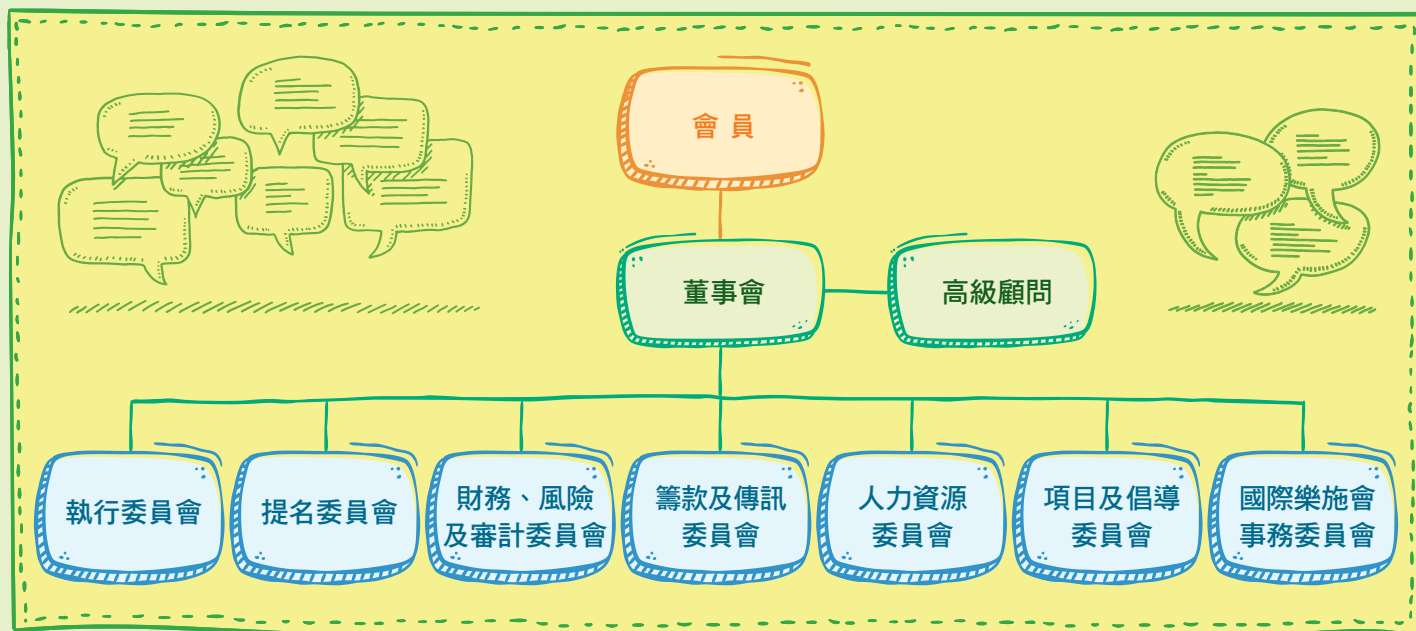 會員
董事會
高級顧問
執行委員會
提名委員會
財務、風險
及審計委員會
籌款及傳訊
委員會
人力資源
委員會
項目及倡導
委員會
國際樂施會
事務委員會